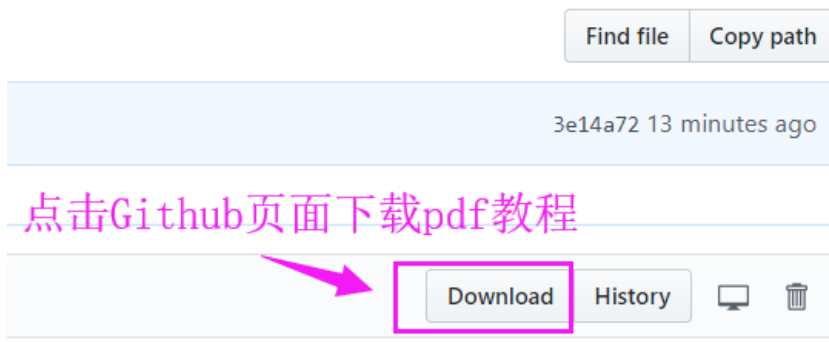 Find file Copy path
3e14a72 13 minutes ago
点击Github页面下载pdf教程
Download History